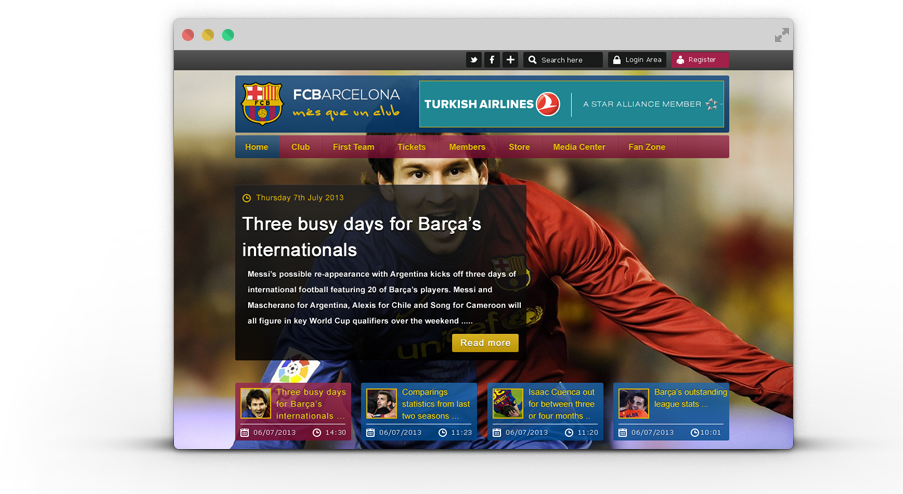 Search here
Login Area
Register
FCB
FCBARCELONA
més que un club
TURKISH AIRLINES
A STAR ALLIANCE MEMBER
Home
Club
First Team
Tickets
Members
Store
Media Center
Fan Zone
Thursday 7th July 2013
Three busy days for Barça's
internationals
Messi's possible re-appearance with Argentina kicks off three days of
international football featuring 20 of Barça's players. Messi and
Mascherano for Argentina, Alexis for Chile and Song for Cameroon will
all figure in key World Cup qualifiers over the weekend .....
unicef
Read more
Three busy days
for Barça's
internationals ...
06/07/2013
14:30
Comparings
statistics from last
two seasons ...
06/07/2013
11:23
Isaac Cuenca out
for between three
or four months ..
06/07/2013
11:20
Barça's outstanding
league stats ...
06/07/2013
10:01